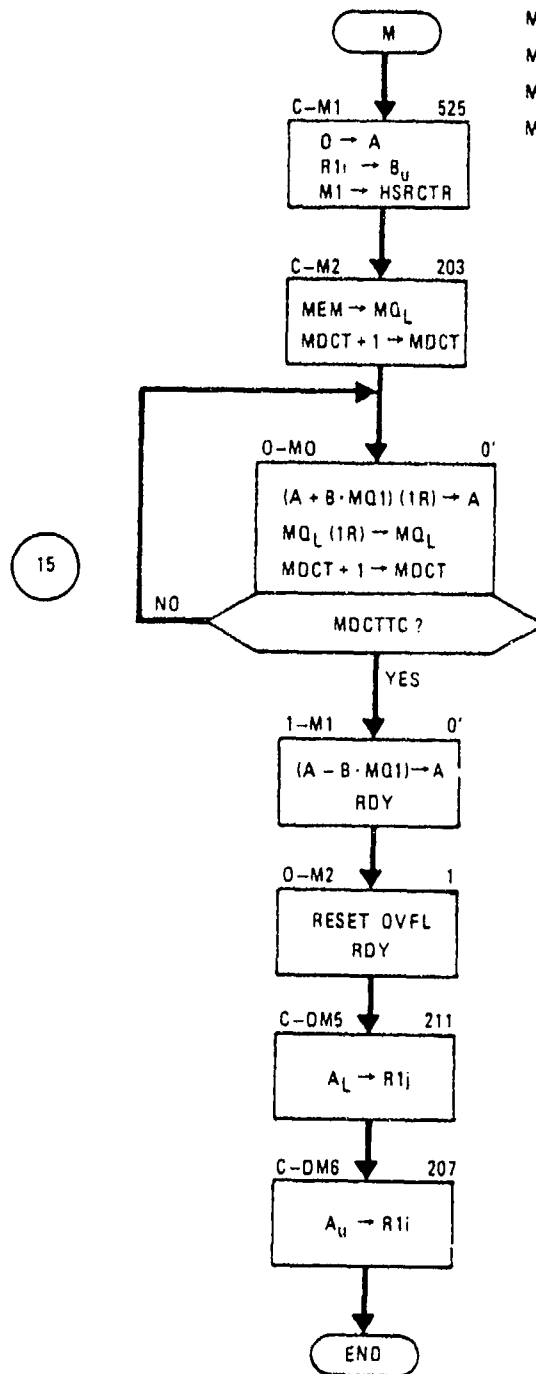 M
M
M
M
M
C-M1 525
0 → A
R1i → Bu
M1 → HSRCTR
C-M2 203
MEM → MQL
MDCT + 1 → MDCT
0-M0 0'
(A + B · MQ1) (1R) → A
MQL (1R) → MQL
MDCT + 1 → MDCT
15
NO
MDCTTC ?
YES
1-M1 0'
(A − B · MQ1) → A
RDY
0-M2 1
RESET OVFL
RDY
C-DM5 211
AL → R1j
C-DM6 207
Au → R1i
END